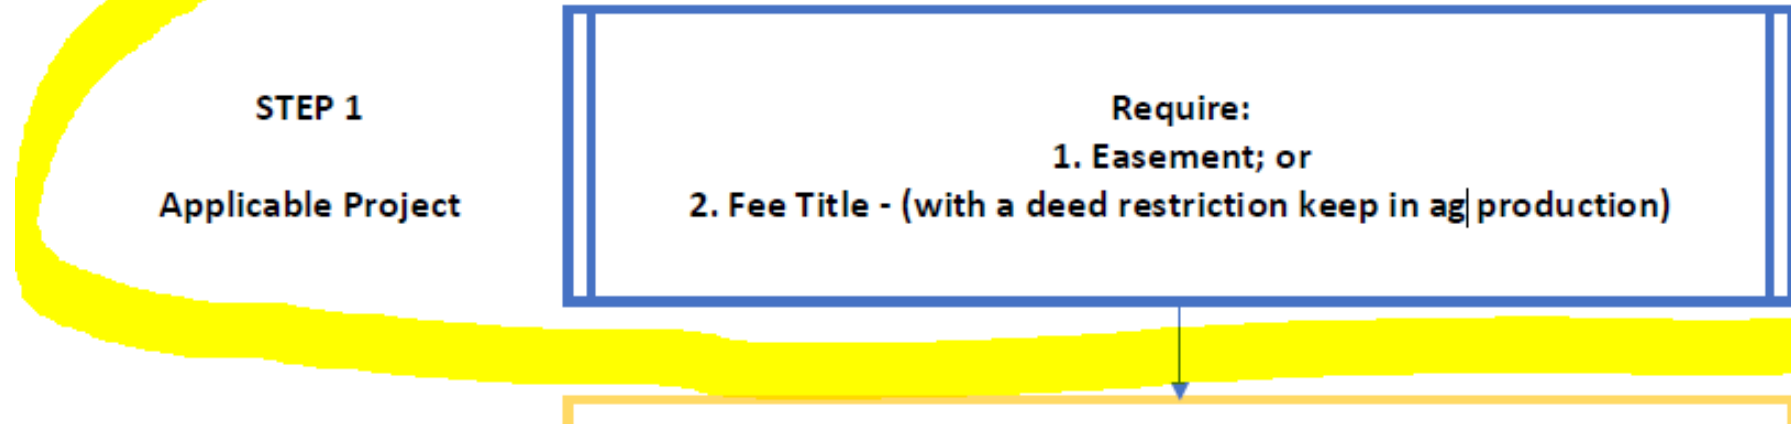 STEP 1
Applicable Project
Require:
1. Easement; or
2. Fee Title - (with a deed restriction keep in ag production)